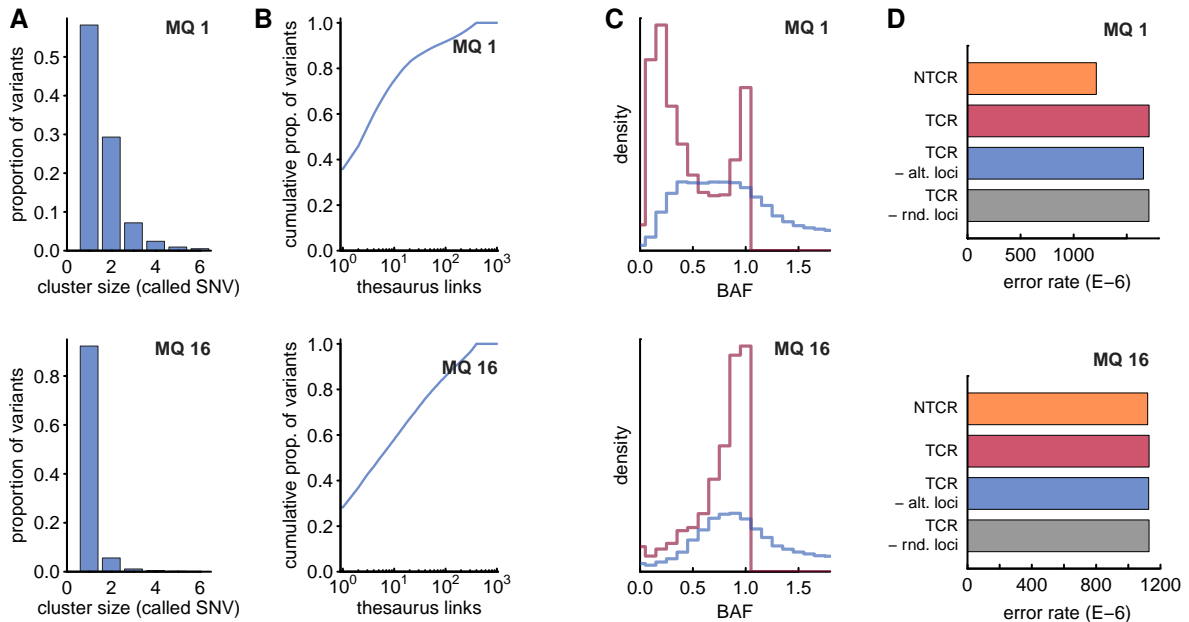 A
MQ 1
proportion of variants
0.5
0.4
0.3
0.2
0.1
0.0
0 2 4 6
cluster size (called SNV)
B
MQ 1
cumulative prop. of variants
1.0
0.8
0.6
0.4
0.2
0.0
10^0 10^1 10^2 10^3
thesaurus links
C
MQ 1
density
0.0 0.5 1.0 1.5
BAF
D
MQ 1
NTCR
TCR
TCR
– alt. loci
TCR
– rnd. loci
0 500 1000
error rate (E−6)
MQ 16
proportion of variants
0.8
0.6
0.4
0.2
0.0
0 2 4 6
cluster size (called SNV)
MQ 16
cumulative prop. of variants
1.0
0.8
0.6
0.4
0.2
0.0
10^0 10^1 10^2 10^3
thesaurus links
MQ 16
density
0.0 0.5 1.0 1.5
BAF
MQ 16
NTCR
TCR
TCR
– alt. loci
TCR
– rnd. loci
0 400 800 1200
error rate (E−6)